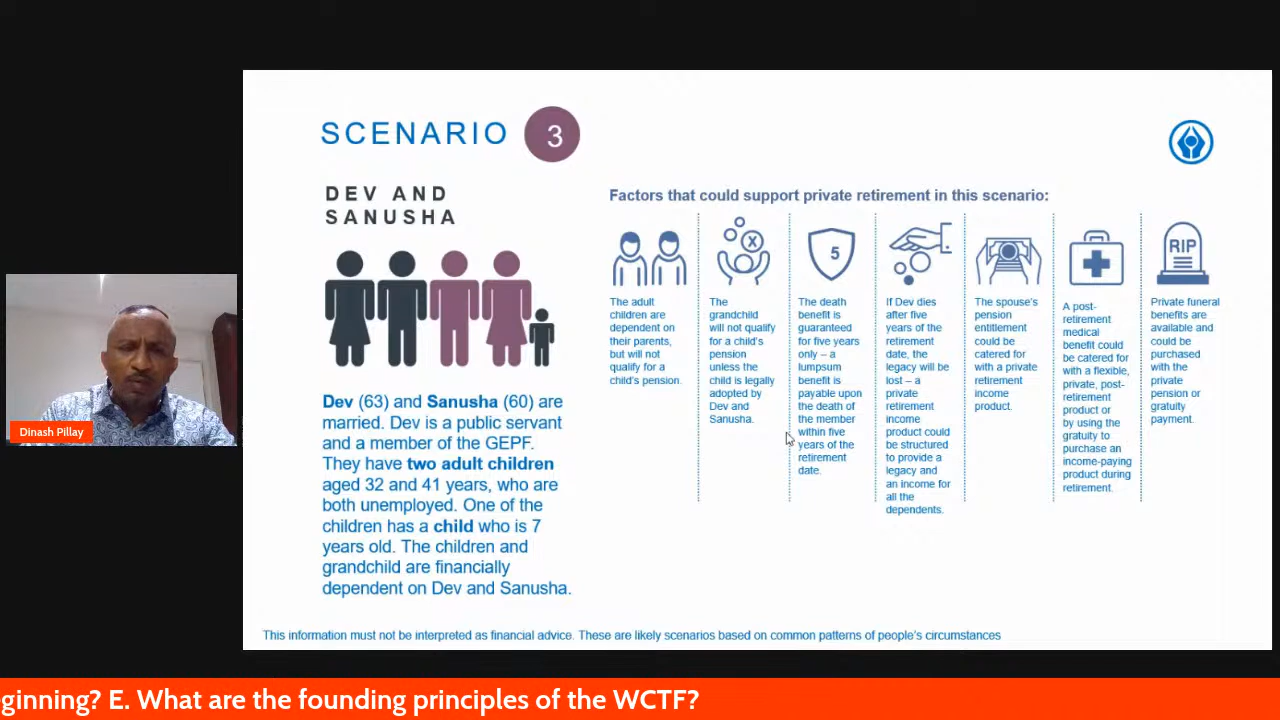 SCENARIO 3
DEV AND
SANUSHA
Dev (63) and Sanusha (60) are
married. Dev is a public servant
and a member of the GEPF.
They have two adult children
aged 32 and 41 years, who are
both unemployed. One of the
children has a child who is 7
years old. The children and
grandchild are financially
dependent on Dev and Sanusha.
Factors that could support private retirement in this scenario:
The adult
children are
dependent on
their parents,
but will not
qualify for a
child's pension.
X
The
grandchild
will not qualify
for a child's
pension
unless the
child is legally
adopted by
Dev and
Sanusha.
5
The death
benefit is
guaranteed
for five years
only – a
lumpsum
benefit is
payable upon
the death of
the member
within five
years of the
retirement
date.
If Dev dies
after five
years of the
retirement
date, the
legacy will be
lost – a
private
retirement
income
product could
be structured
to provide a
legacy and
an income for
all the
dependents.
The spouse's
pension
entitlement
could be
catered for
with a private
retirement
income
product.
A post-
retirement
medical
benefit could
be catered for
with a flexible,
private, post-
retirement
product or
by using the
gratuity to
purchase an
income-paying
product during
retirement.
RIP
Private funeral
benefits are
available and
could be
purchased
with the
private
pension or
gratuity
payment.
This information must not be interpreted as financial advice. These are likely scenarios based on common patterns of people's circumstances
Dinash Pillay
ginning? E. What are the founding principles of the WCTF?